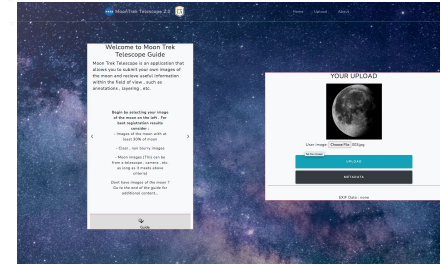 MoonTrek Telescope 2.0
Home Upload About
Welcome to Moon Trek
Telescope Guide
Moon Trek Telescope is an application that
allows you to submit your own images of
the moon and recieve useful information
within the field of view , such as
annotations , layering , etc.
Begin by selecting your image
of the moon on the left . For
best registration results
consider :
- Images of the moon with at
least 30% of moon
- Clear , non blurry images
- Moon images (This can be
from a telescope , camera , etc
as long as it meets above
criteria)
Dont have images of the moon ?
Go to the end of the guide for
additional content..
Guide
YOUR UPLOAD
User Image: Choose File
UPLOAD
METADATA
EXIF Data : none